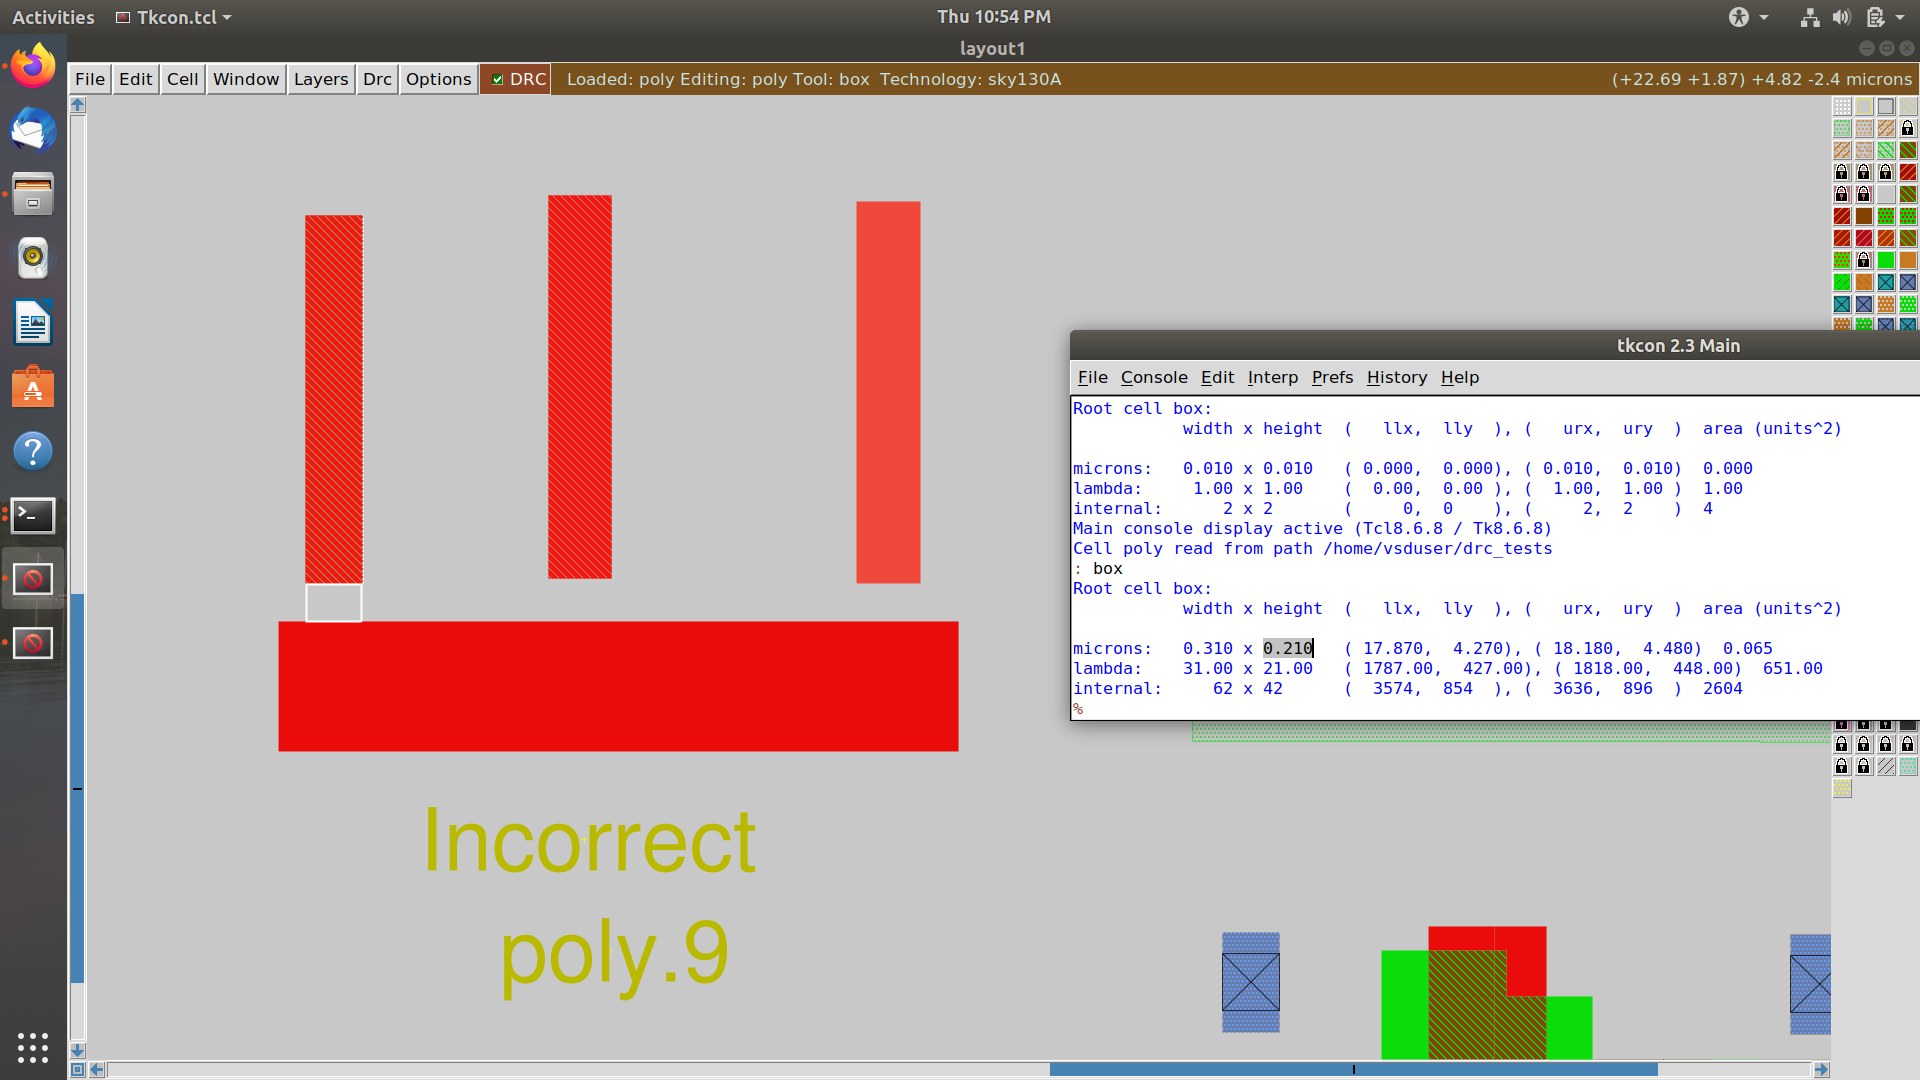 Activities Tkcon.tcl Thu 10:54 PM
layout1
File Edit Cell Window Layers Drc Options DRC Loaded: poly Editing: poly Tool: box Technology: sky130A (+22.69 +1.87) +4.82 -2.4 microns
tkcon 2.3 Main
File Console Edit Interp Prefs History Help
Root cell box:
width x height ( llx, lly ), ( urx, ury ) area (units^2)
microns: 0.010 x 0.010 ( 0.000, 0.000), ( 0.010, 0.010) 0.000
lambda: 1.00 x 1.00 ( 0.00, 0.00 ), ( 1.00, 1.00 ) 1.00
internal: 2 x 2 ( 0, 0 ), ( 2, 2 ) 4
Main console display active (Tcl8.6.8 / Tk8.6.8)
Cell poly read from path /home/vsduser/drc_tests
: box
Root cell box:
width x height ( llx, lly ), ( urx, ury ) area (units^2)
microns: 0.310 x 0.210 ( 17.870, 4.270), ( 18.180, 4.480) 0.065
lambda: 31.00 x 21.00 ( 1787.00, 427.00), ( 1818.00, 448.00) 651.00
internal: 62 x 42 ( 3574, 854 ), ( 3636, 896 ) 2604
%
Incorrect
poly.9